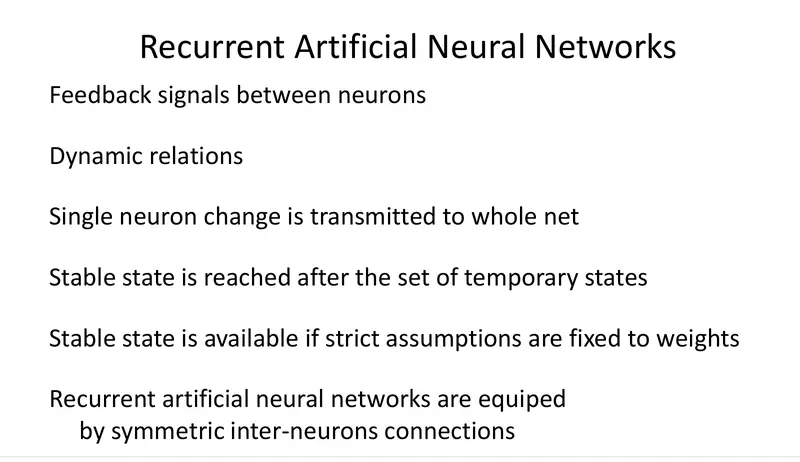 Recurrent Artificial Neural Networks
Feedback signals between neurons
Dynamic relations
Single neuron change is transmitted to whole net
Stable state is reached after the set of temporary states
Stable state is available if strict assumptions are fixed to weights
Recurrent artificial neural networks are equiped
by symmetric inter-neurons connections